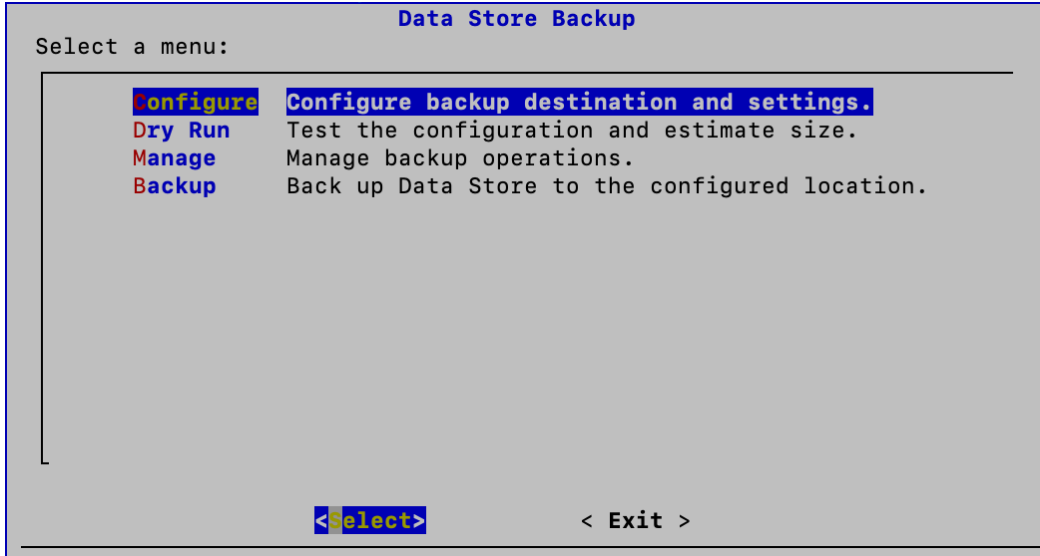 Data Store Backup
Select a menu:
Configure Configure backup destination and settings.
Dry Run Test the configuration and estimate size.
Manage Manage backup operations.
Backup Back up Data Store to the configured location.
<Select> < Exit >